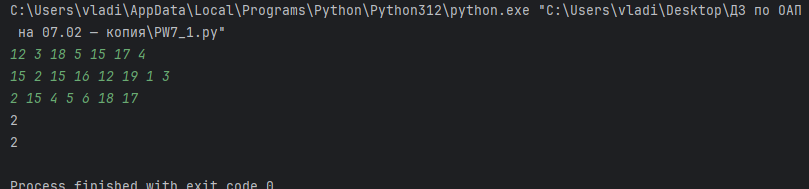 C:\Users\vladi\AppData\Local\Programs\Python\Python312\python.exe "C:\Users\vladi\Desktop\ДЗ по ОАП
на 07.02 — копия\PW7_1.py"
12 3 18 5 15 17 4
15 2 15 16 12 19 1 3
2 15 4 5 6 18 17
2
2
Process finished with exit code 0